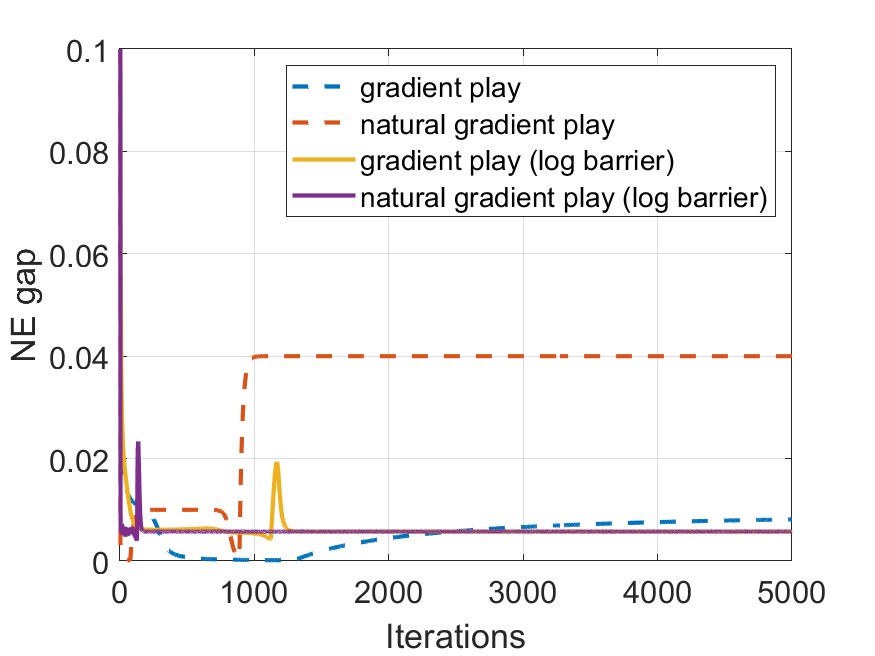 0.1
0.08
0.06
0.04
0.02
0
NE gap
gradient play
natural gradient play
gradient play (log barrier)
natural gradient play (log barrier)
0 1000 2000 3000 4000 5000
Iterations